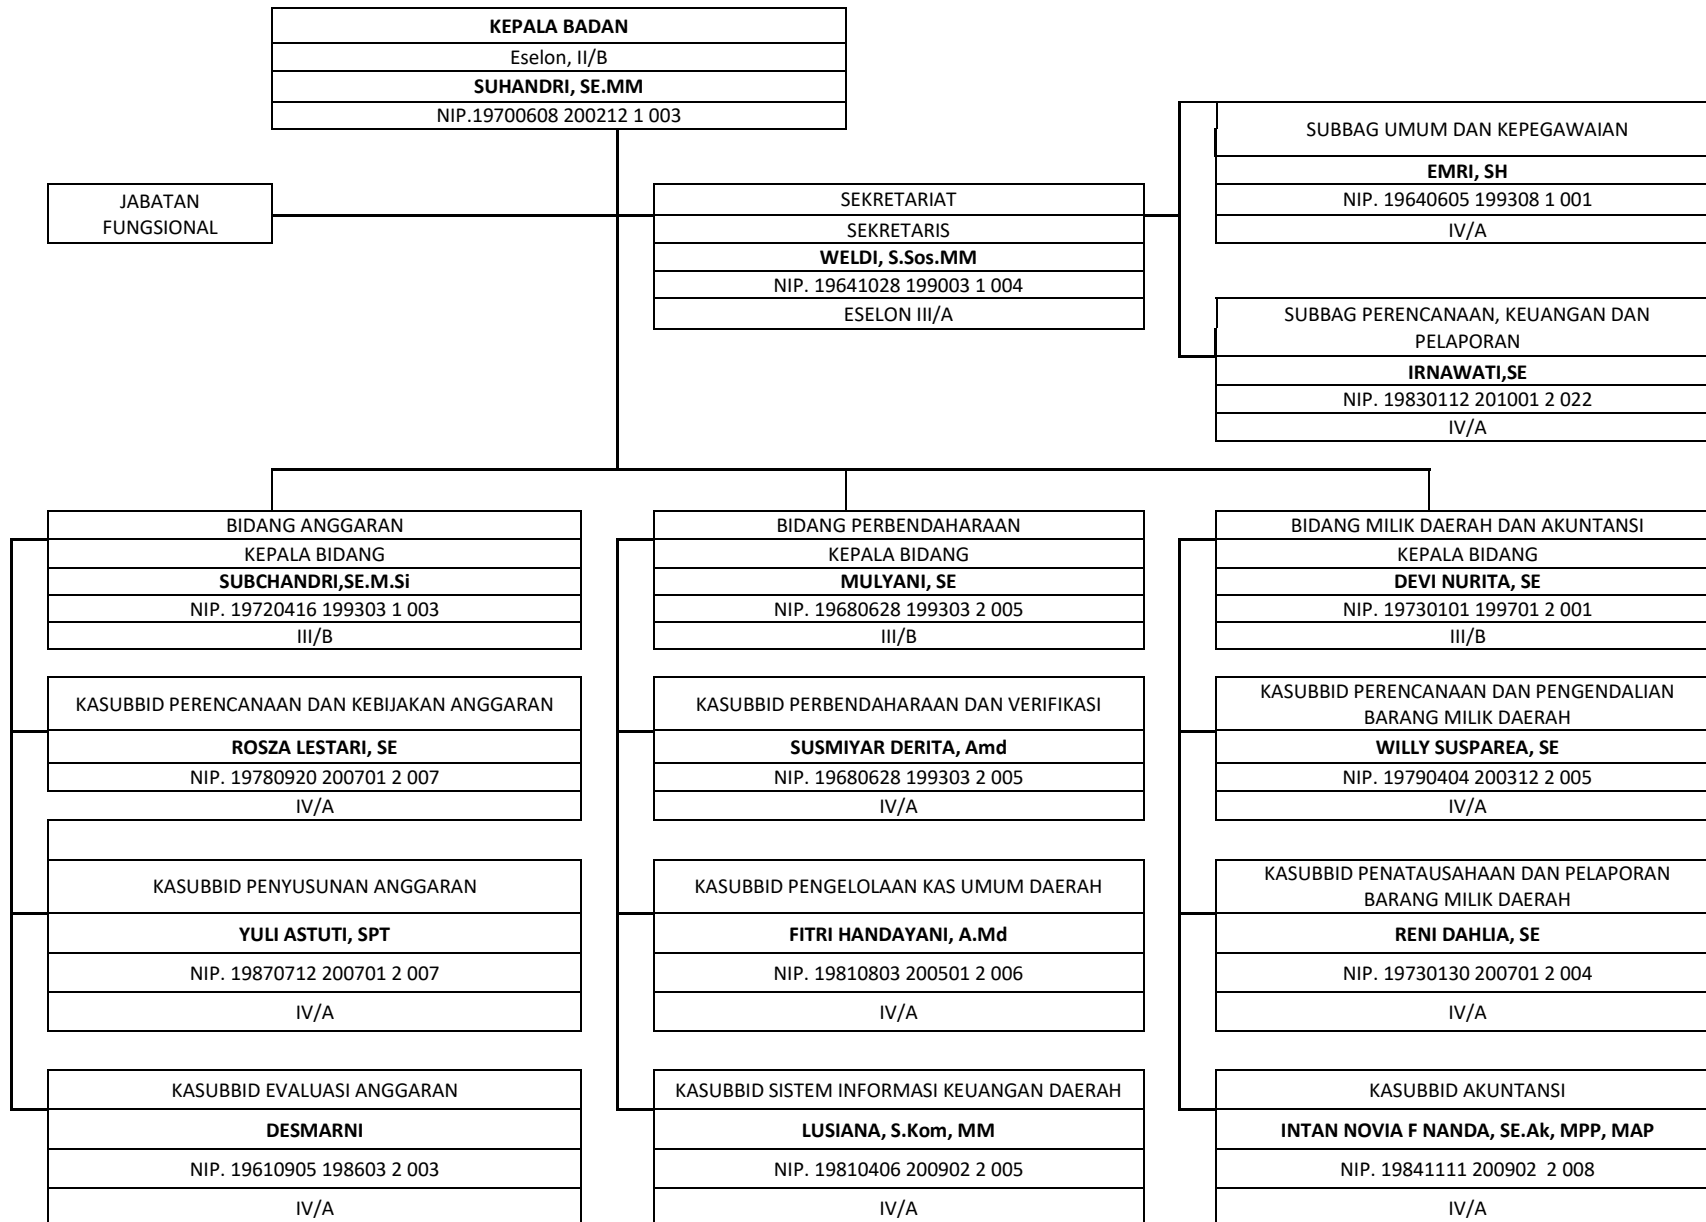 KEPALA BADAN
Eselon, II/B
SUHANDRI, SE.MM
NIP.19700608 200212 1 003
SUBBAG UMUM DAN KEPEGAWAIAN
EMRI, SH
NIP. 19640605 199308 1 001
IV/A
JABATAN
FUNGSIONAL
SEKRETARIAT
SEKRETARIS
WELDI, S.Sos.MM
NIP. 19641028 199003 1 004
ESELON III/A
SUBBAG PERENCANAAN, KEUANGAN DAN
PELAPORAN
IRNAWATI,SE
NIP. 19830112 201001 2 022
IV/A
BIDANG ANGGARAN
KEPALA BIDANG
SUBCHANDRI,SE.M.Si
NIP. 19720416 199303 1 003
III/B
KASUBBID PERENCANAAN DAN KEBIJAKAN ANGGARAN
ROSZA LESTARI, SE
NIP. 19780920 200701 2 007
IV/A
KASUBBID PENYUSUNAN ANGGARAN
YULI ASTUTI, SPT
NIP. 19870712 200701 2 007
IV/A
KASUBBID EVALUASI ANGGARAN
DESMARNI
NIP. 19610905 198603 2 003
IV/A
BIDANG PERBENDAHARAAN
KEPALA BIDANG
MULYANI, SE
NIP. 19680628 199303 2 005
III/B
KASUBBID PERBENDAHARAAN DAN VERIFIKASI
SUSMIYAR DERITA, Amd
NIP. 19680628 199303 2 005
IV/A
KASUBBID PENGELOLAAN KAS UMUM DAERAH
FITRI HANDAYANI, A.Md
NIP. 19810803 200501 2 006
IV/A
KASUBBID SISTEM INFORMASI KEUANGAN DAERAH
LUSIANA, S.Kom, MM
NIP. 19810406 200902 2 005
IV/A
BIDANG MILIK DAERAH DAN AKUNTANSI
KEPALA BIDANG
DEVI NURITA, SE
NIP. 19730101 199701 2 001
III/B
KASUBBID PERENCANAAN DAN PENGENDALIAN
BARANG MILIK DAERAH
WILLY SUSPAREA, SE
NIP. 19790404 200312 2 005
IV/A
KASUBBID PENATAUSAHAAN DAN PELAPORAN
BARANG MILIK DAERAH
RENI DAHLIA, SE
NIP. 19730130 200701 2 004
IV/A
KASUBBID AKUNTANSI
INTAN NOVIA F NANDA, SE.Ak, MPP, MAP
NIP. 19841111 200902  2 008
IV/A